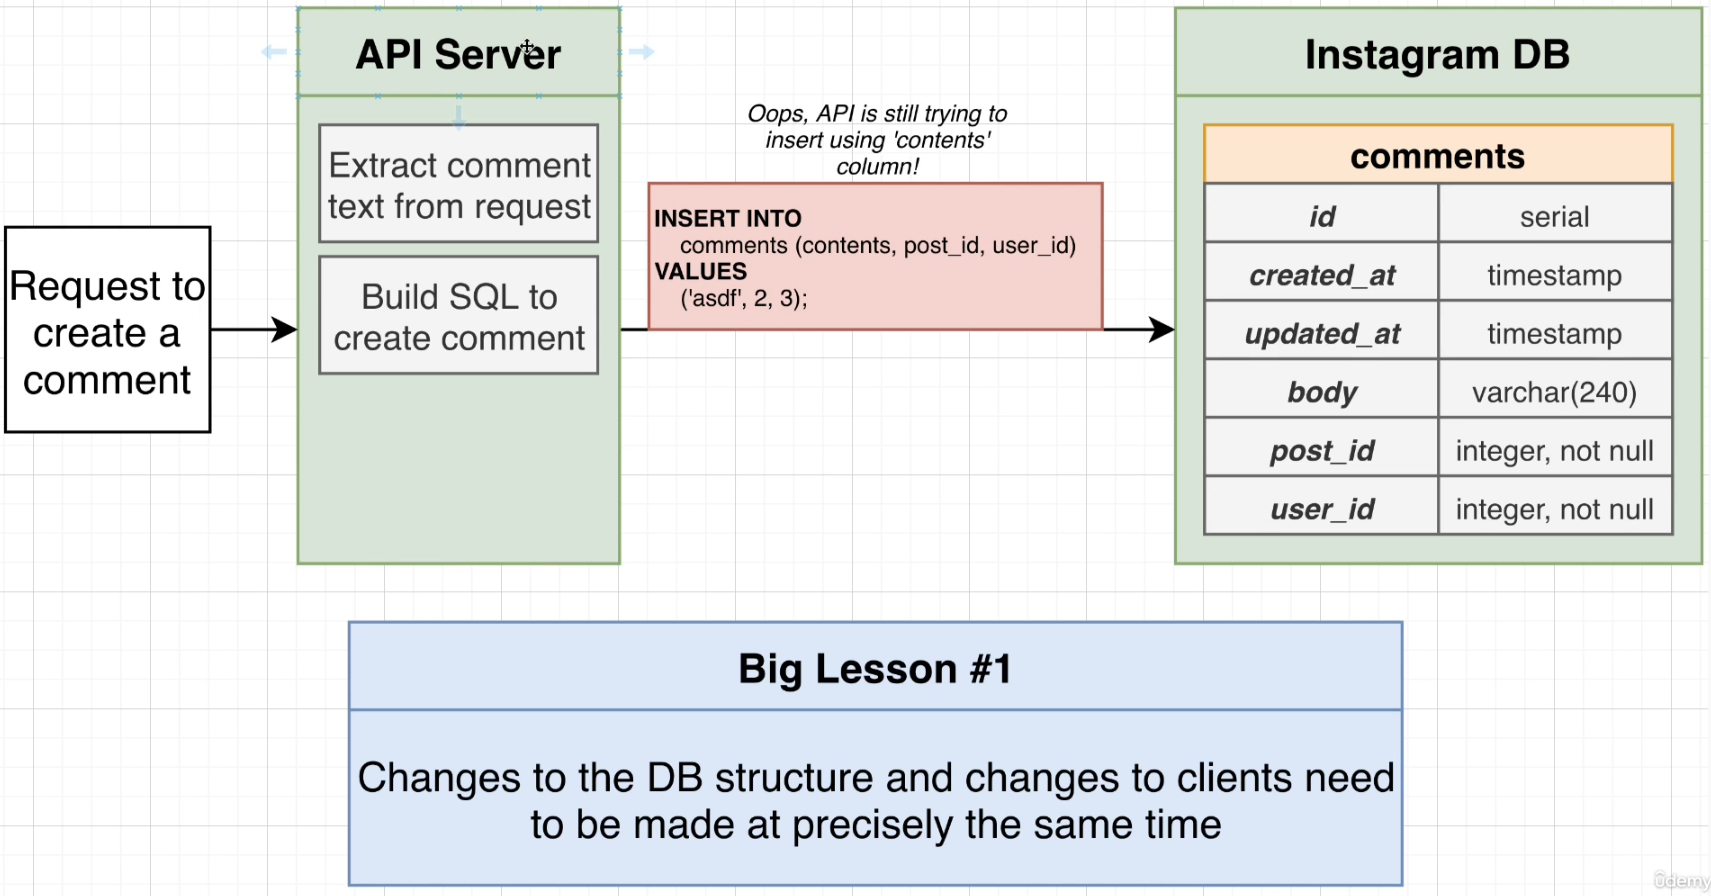 API Server
Extract comment
text from request
Build SQL to
create comment
Request to
create a
comment
Oops, API is still trying to
insert using 'contents'
column!
INSERT INTO
comments (contents, post_id, user_id)
VALUES
('asdf', 2, 3);
Instagram DB
comments
id serial
created_at timestamp
updated_at timestamp
body varchar(240)
post_id integer, not null
user_id integer, not null
Big Lesson #1
Changes to the DB structure and changes to clients need
to be made at precisely the same time
ûdemy